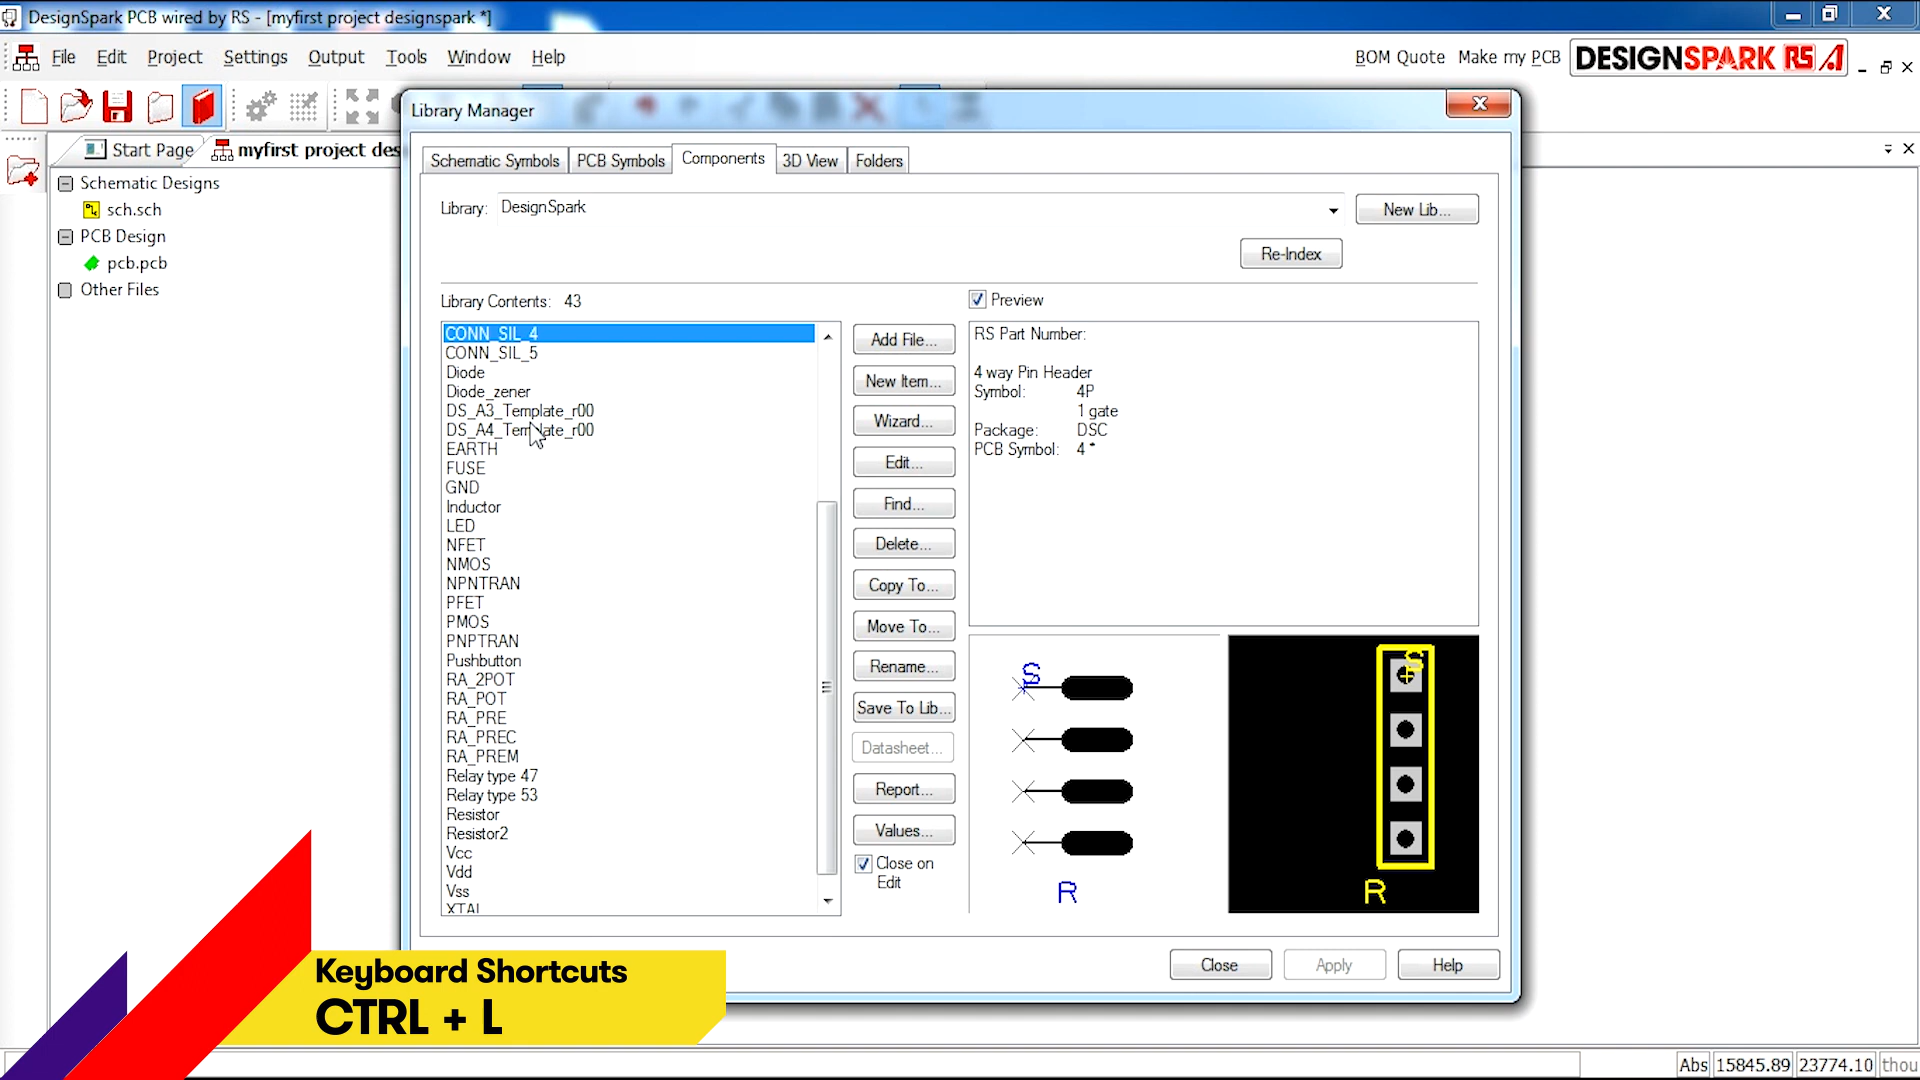 DesignSpark PCB wired by RS - [myfirst project designspark *]
File Edit Project Settings Output Tools Window Help
BOM Quote Make my PCB DESIGNSPARK RS
Library Manager
Start Page
myfirst project des
Schematic Designs
sch.sch
PCB Design
pcb.pcb
Other Files
Schematic Symbols PCB Symbols Components 3D View Folders
Library: DesignSpark
New Lib...
Re-Index
Library Contents: 43
CONN_SIL_4
CONN_SIL_5
Diode
Diode_zener
DS_A3_Template_r00
DS_A4_Template_r00
EARTH
FUSE
GND
Inductor
LED
NFET
NMOS
NPNTRAN
PFET
PMOS
PNPTRAN
Pushbutton
RA_2POT
RA_POT
RA_PRE
RA_PREC
RA_PREM
Relay type 47
Relay type 53
Resistor
Resistor2
Vcc
Vdd
Vss
XTAL
Add File...
New Item...
Wizard...
Edit...
Find...
Delete...
Copy To...
Move To...
Rename...
Save To Lib...
Datasheet...
Report...
Values...
Close on
Edit
Preview
RS Part Number:
4 way Pin Header
Symbol: 4P
1 gate
Package: DSC
PCB Symbol: 4 *
S
R
S
R
Close Apply Help
Keyboard Shortcuts
CTRL + L
Abs 15845.89 23774.10 thou